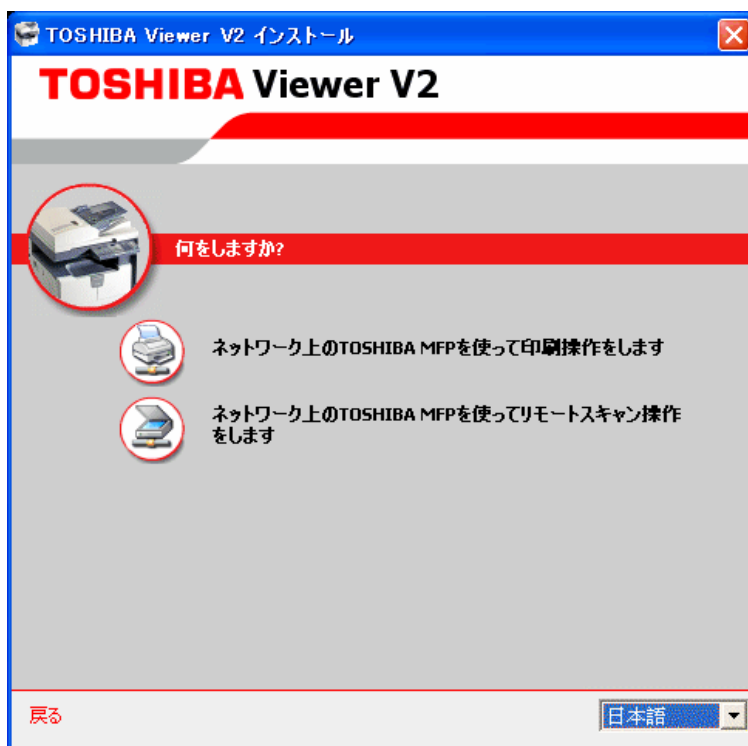 TOSHIBA Viewer V2 インストール
TOSHIBA Viewer V2
何をしますか?
ネットワーク上のTOSHIBA MFPを使って印刷操作をします
ネットワーク上のTOSHIBA MFPを使ってリモートスキャン操作
をします
戻る
日本語